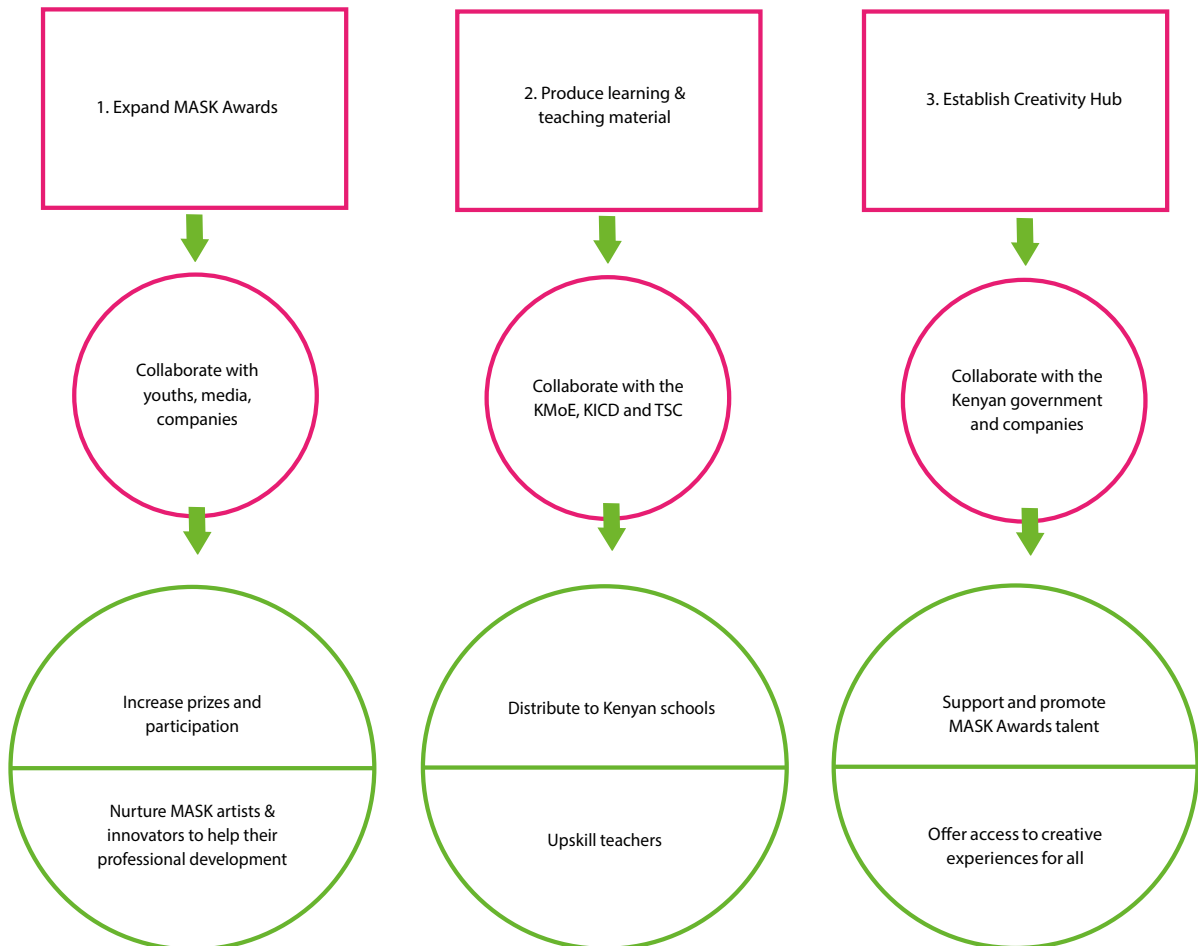 1. Expand MASK Awards
2. Produce learning &
teaching material
3. Establish Creativity Hub
Collaborate with
youths, media,
companies
Collaborate with the
KMoE, KICD and TSC
Collaborate with the
Kenyan government
and companies
Increase prizes and
participation
Nurture MASK artists &
innovators to help their
professional development
Distribute to Kenyan schools
Upskill teachers
Support and promote
MASK Awards talent
Offer access to creative
experiences for all